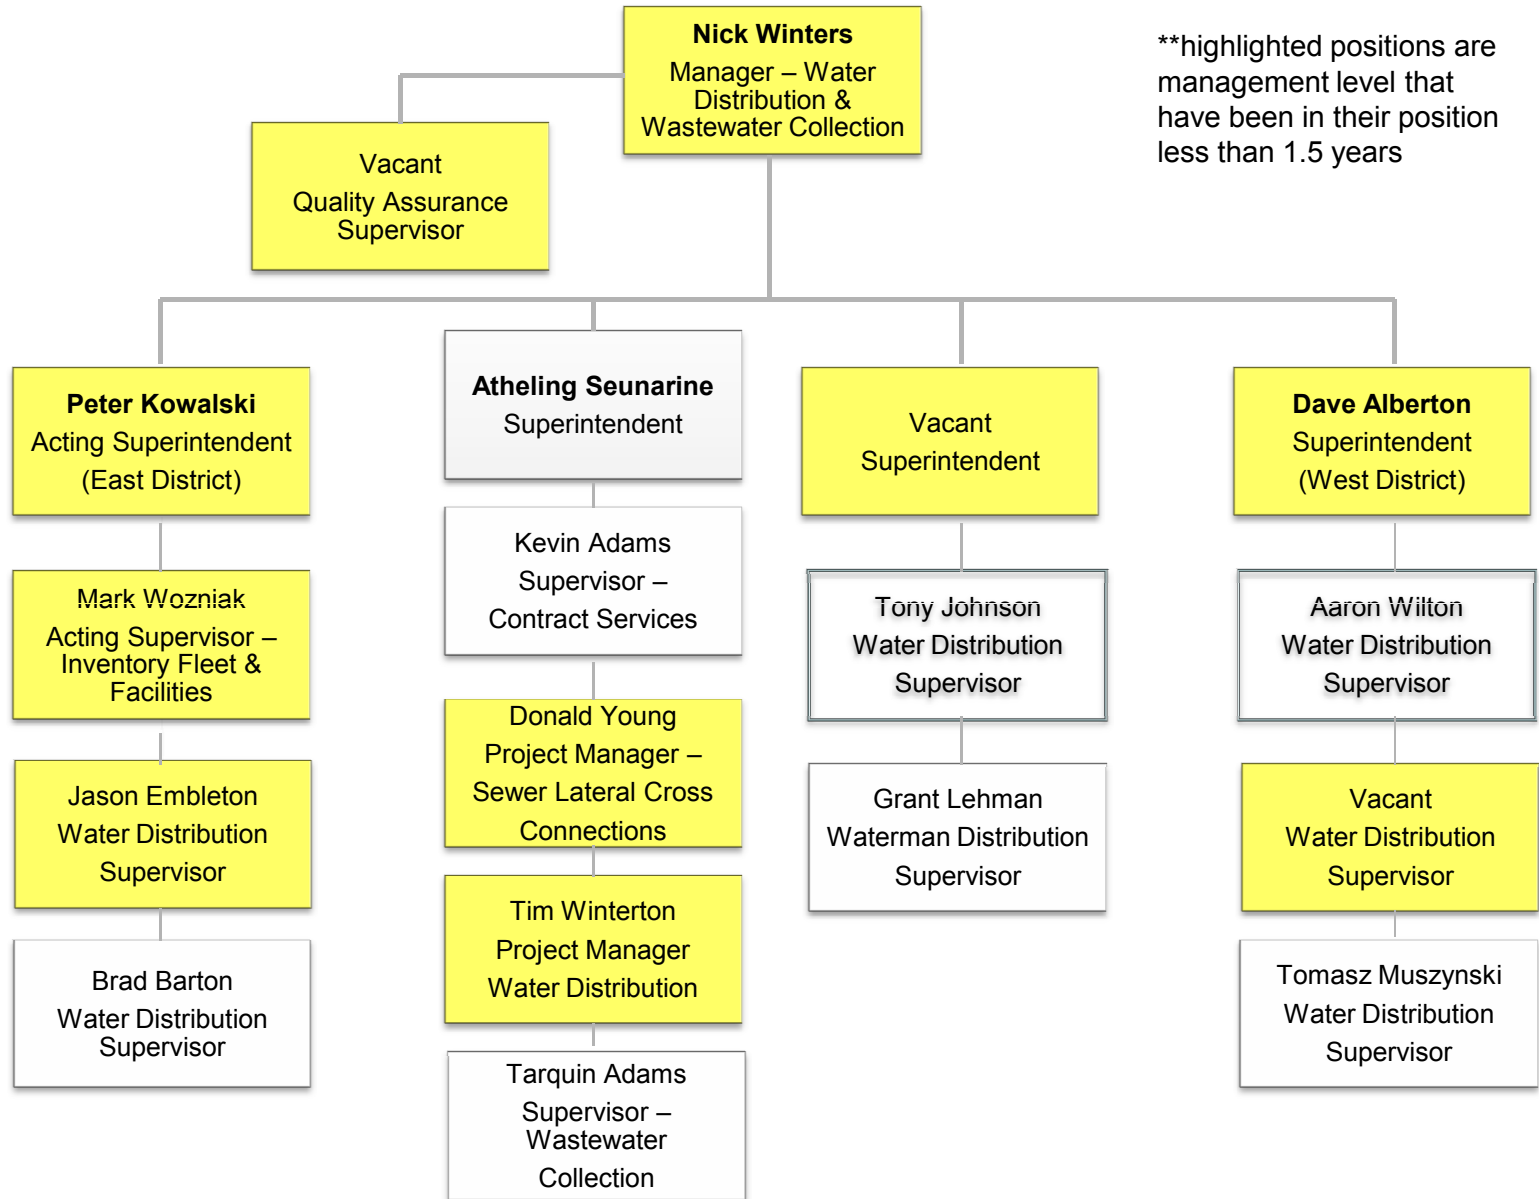 Nick Winters
Manager – Water
Distribution &
Wastewater Collection
**highlighted positions are
management level that
have been in their position
less than 1.5 years
Vacant
Quality Assurance
Supervisor
Peter Kowalski
Acting Superintendent
(East District)
Mark Wozniak
Acting Supervisor –
Inventory Fleet &
Facilities
Jason Embleton
Water Distribution
Supervisor
Brad Barton
Water Distribution
Supervisor
Atheling Seunarine
Superintendent
Kevin Adams
Supervisor –
Contract Services
Donald Young
Project Manager –
Sewer Lateral Cross
Connections
Tim Winterton
Project Manager
Water Distribution
Tarquin Adams
Supervisor –
Wastewater
Collection
Vacant
Superintendent
Tony Johnson
Water Distribution
Supervisor
Grant Lehman
Waterman Distribution
Supervisor
Dave Alberton
Superintendent
(West District)
Aaron Wilton
Water Distribution
Supervisor
Vacant
Water Distribution
Supervisor
Tomasz Muszynski
Water Distribution
Supervisor